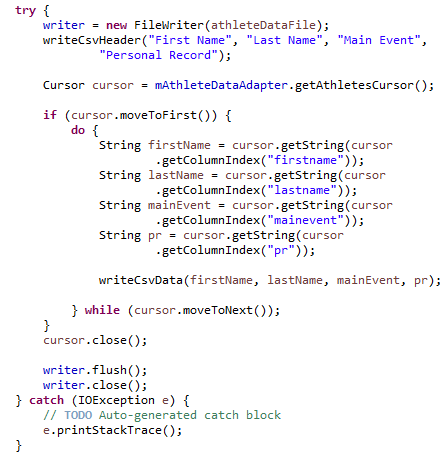 try {
writer = new FileWriter(athleteDataFile);
writeCsvHeader("First Name", "Last Name", "Main Event",
"Personal Record");
Cursor cursor = mAthleteDataAdapter.getAthletesCursor();
if (cursor.moveToFirst()) {
do {
String firstName = cursor.getString(cursor
.getColumnIndex("firstname"));
String lastName = cursor.getString(cursor
.getColumnIndex("lastname"));
String mainEvent = cursor.getString(cursor
.getColumnIndex("mainevent"));
String pr = cursor.getString(cursor
.getColumnIndex("pr"));
writeCsvData(firstName, lastName, mainEvent, pr);
} while (cursor.moveToNext());
}
cursor.close();
writer.flush();
writer.close();
} catch (IOException e) {
// TODO Auto-generated catch block
e.printStackTrace();
}